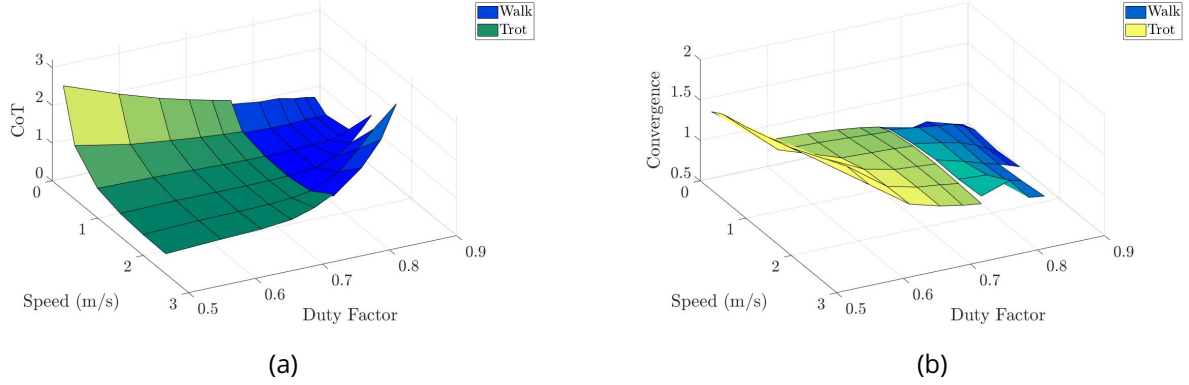 Walk
Trot
3
2
1
0
CoT
0
1
2
3
Speed (m/s)
0.5
0.6
0.7
0.8
0.9
Duty Factor
(a)
Walk
Trot
2
1.5
1
0.5
Convergence
0
1
2
3
Speed (m/s)
0.5
0.6
0.7
0.8
0.9
Duty Factor
(b)